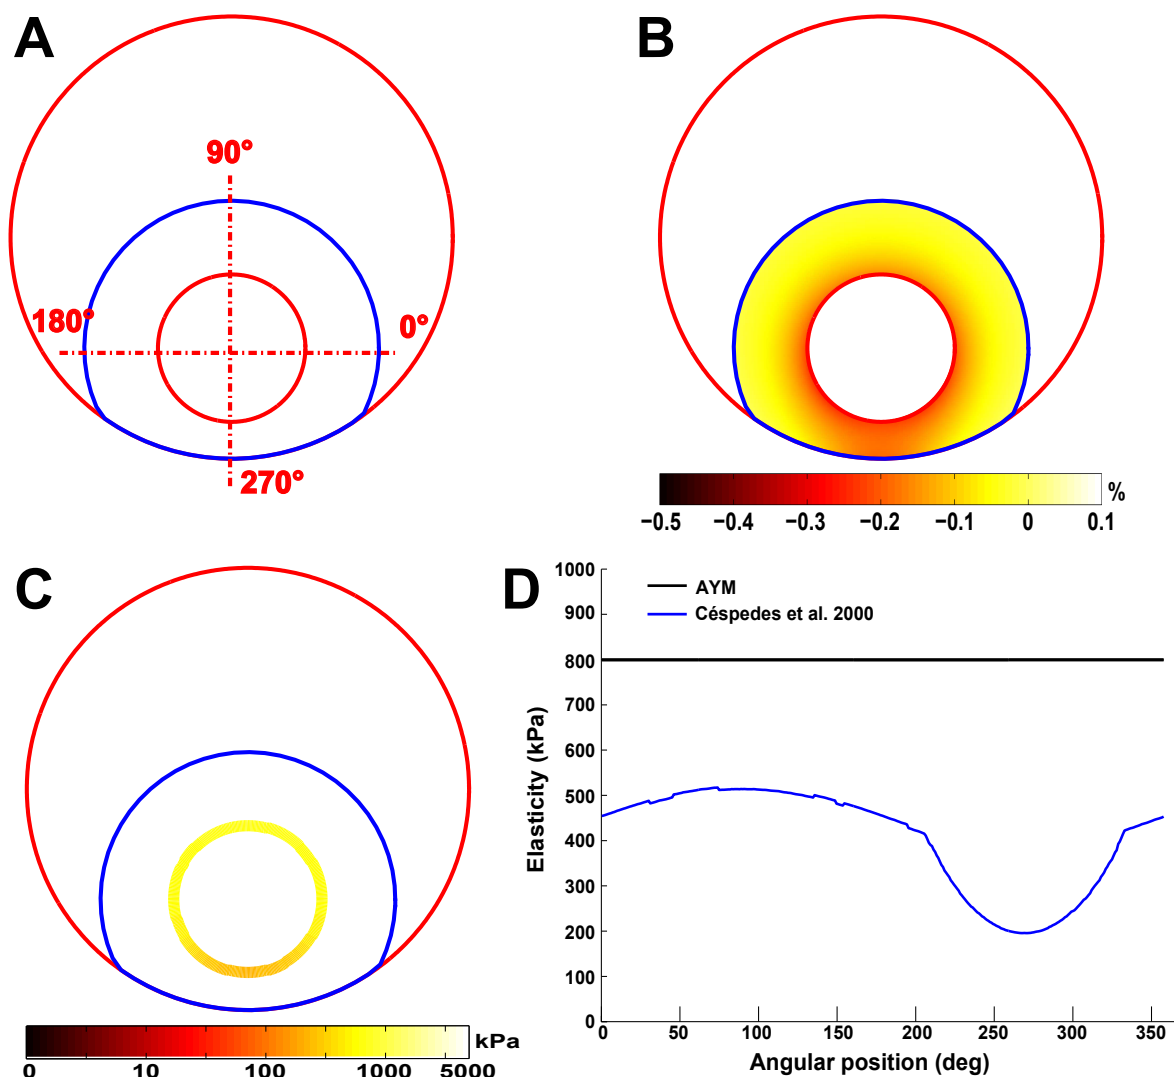 A
90°
180°
0°
270°
B
−0.5 −0.4 −0.3 −0.2 −0.1 0 0.1 %
C
kPa
0 10 100 1000 5000
D
1000
900
800
700
600
500
400
300
200
100
0
Elasticity (kPa)
AYM
Céspedes et al. 2000
0 50 100 150 200 250 300 350
Angular position (deg)